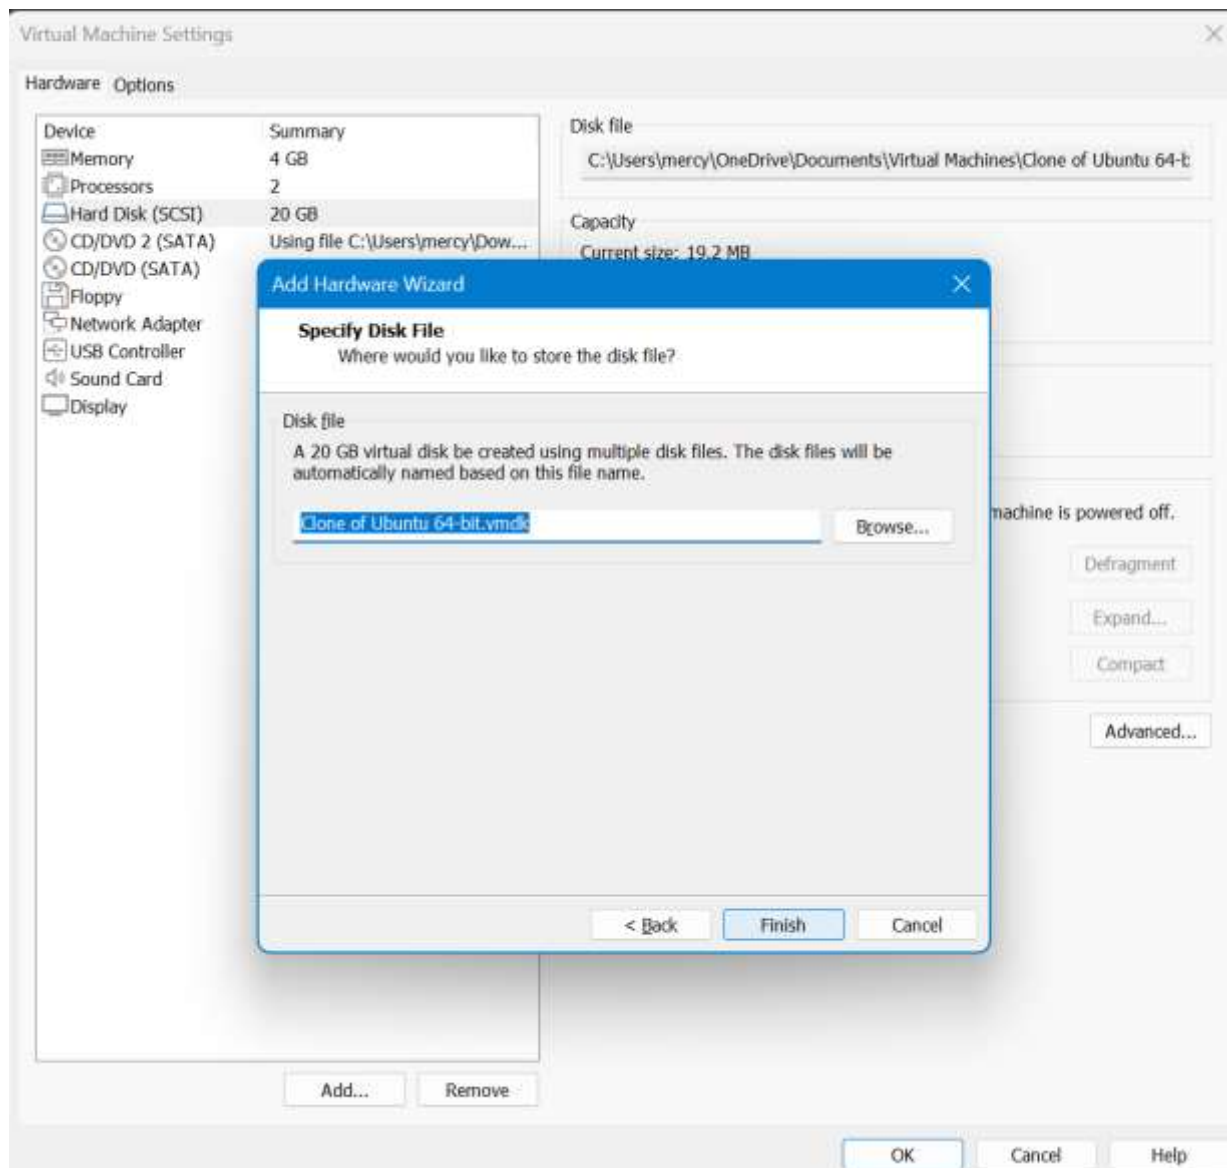 Virtual Machine Settings
Hardware Options
Device Summary
Memory 4 GB
Processors 2
Hard Disk (SCSI) 20 GB
CD/DVD 2 (SATA) Using file C:\Users\mercy\Dow...
CD/DVD (SATA)
Floppy
Network Adapter
USB Controller
Sound Card
Display
Add... Remove
Disk file
C:\Users\mercy\OneDrive\Documents\Virtual Machines\Clone of Ubuntu 64-b
Capacity
Current size: 19.2 MB
machine is powered off.
Defragment
Expand...
Compact
Advanced...
Add Hardware Wizard
Specify Disk File
Where would you like to store the disk file?
Disk file
A 20 GB virtual disk be created using multiple disk files. The disk files will be
automatically named based on this file name.
Clone of Ubuntu 64-bit.vmdk
Browse...
< Back Finish Cancel
OK Cancel Help